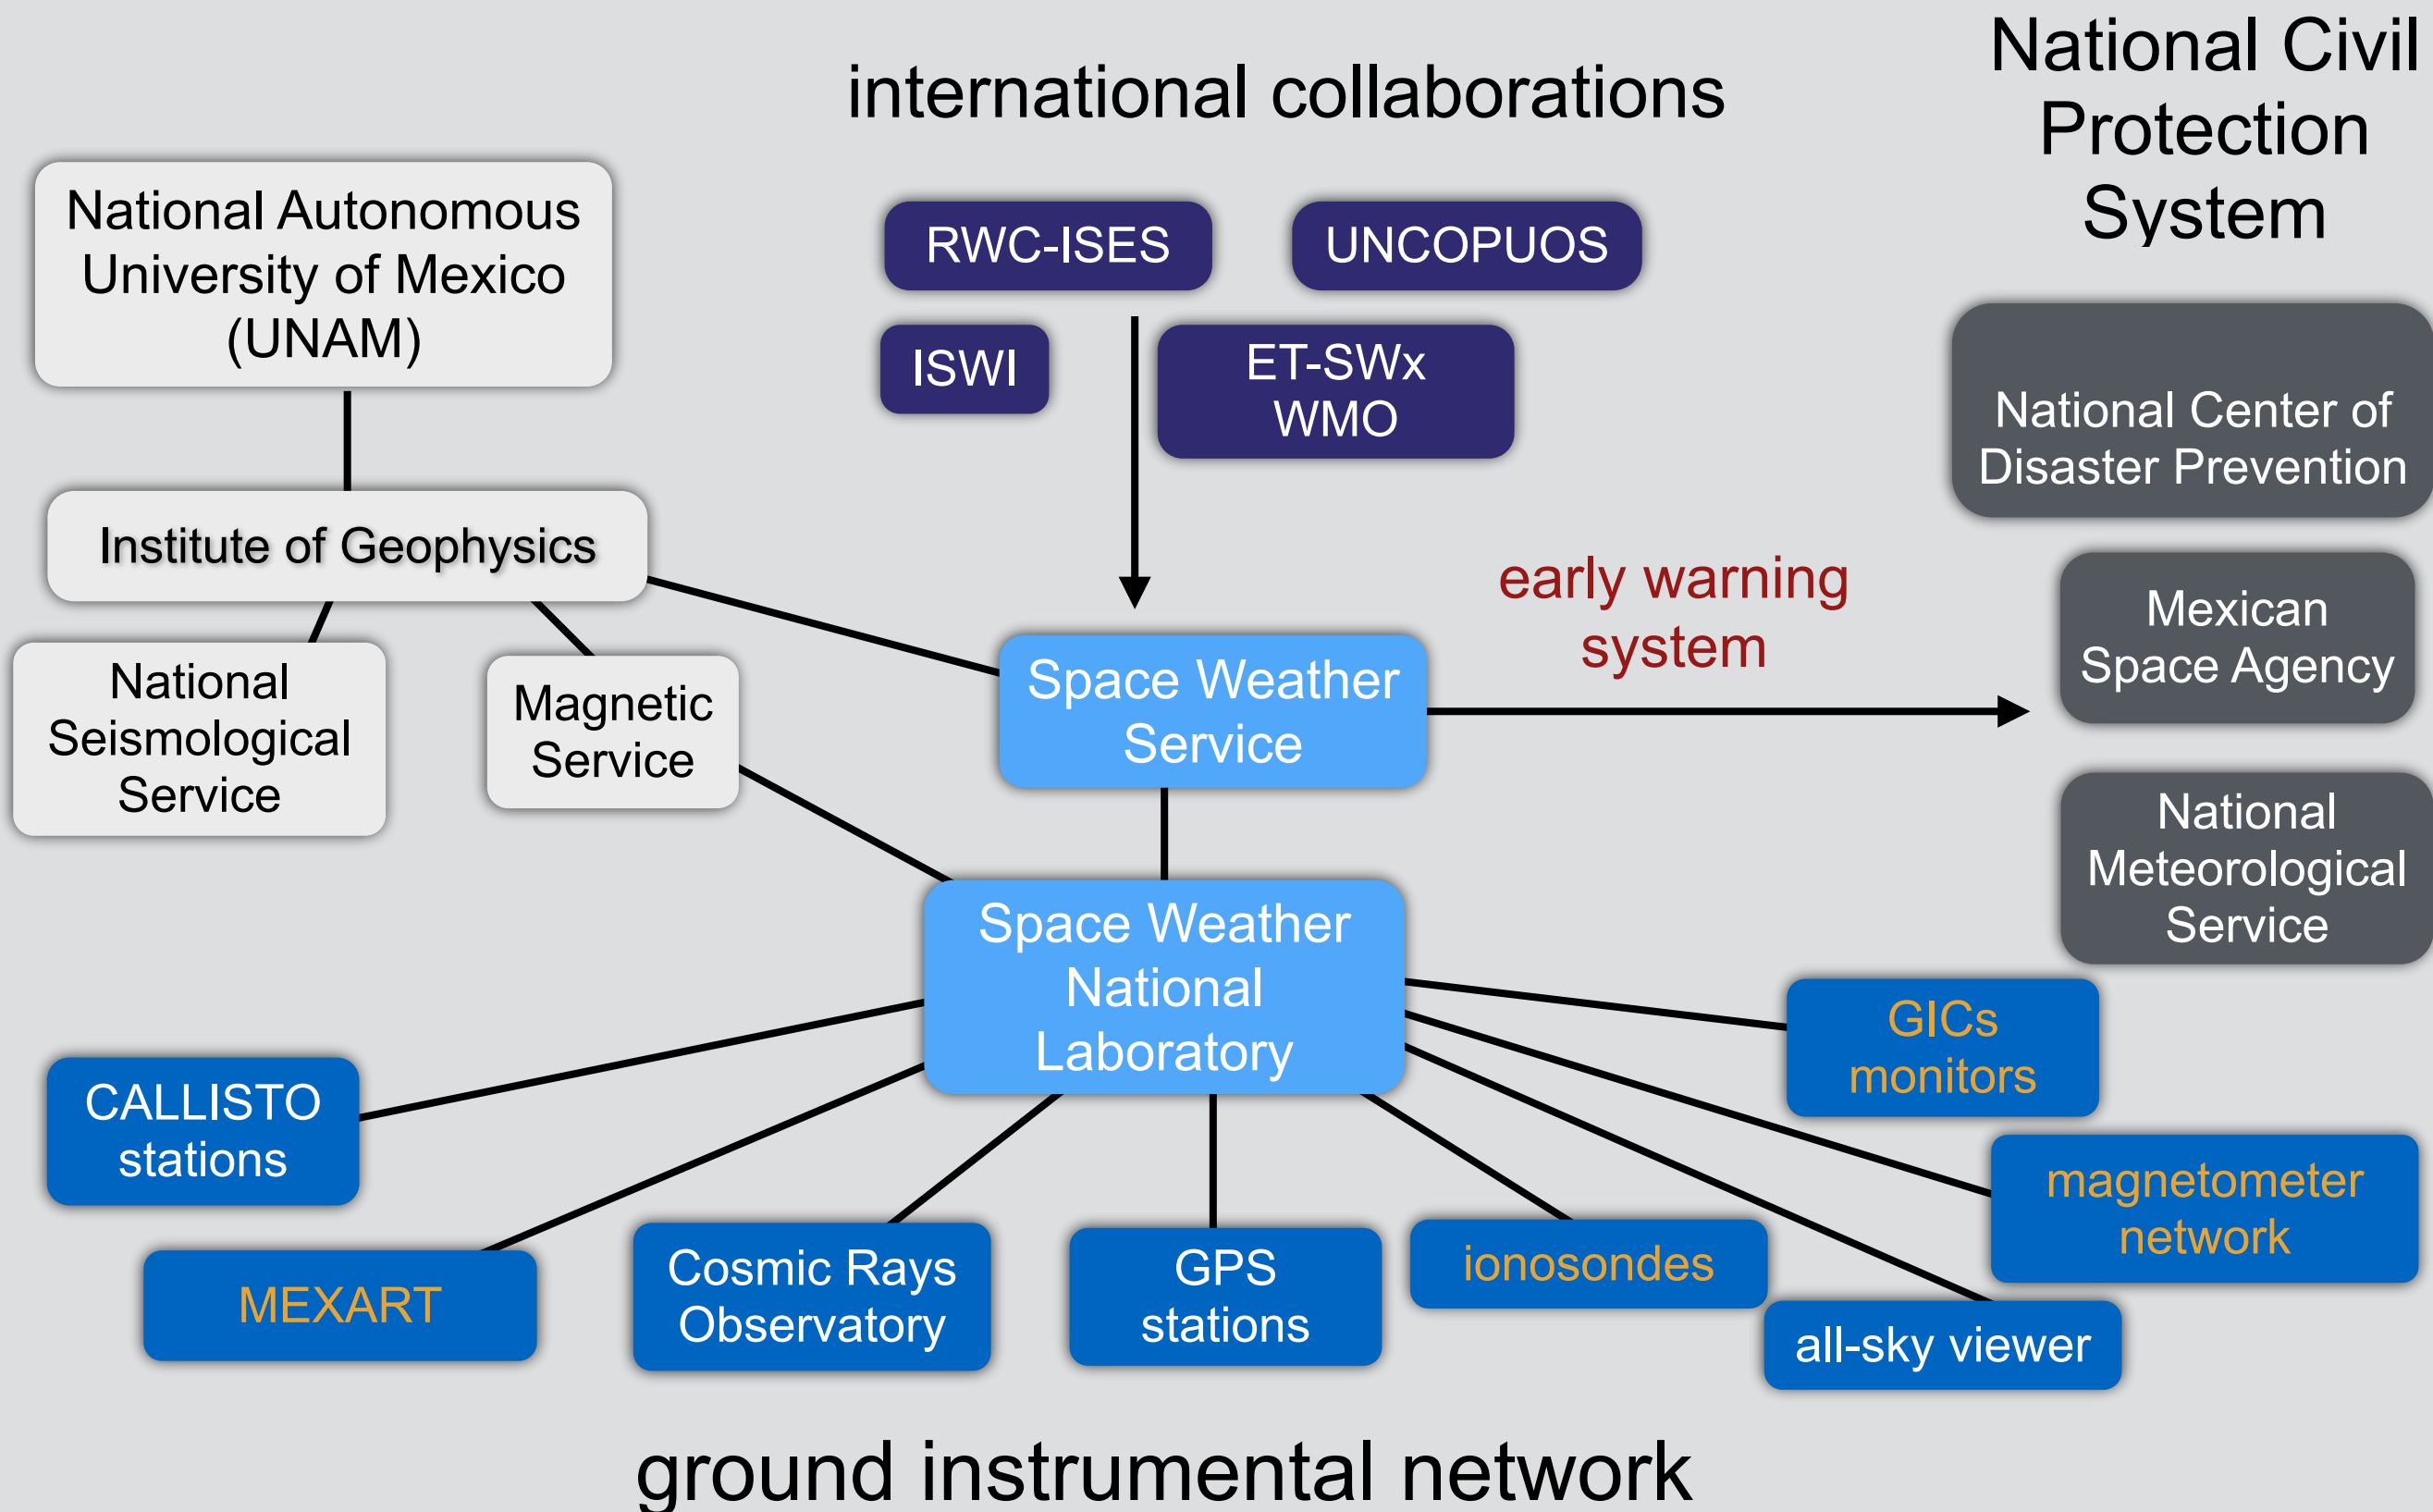 international collaborations
National Civil
Protection
System
National Autonomous
University of Mexico
(UNAM)
RWC-ISES
UNCOPUOS
ISWI
ET-SWx
WMO
National Center of
Disaster Prevention
Institute of Geophysics
early warning
system
Mexican
Space Agency
National
Seismological
Service
Magnetic
Service
Space Weather
Service
National
Meteorological
Service
Space Weather
National
Laboratory
GICs
monitors
CALLISTO
stations
magnetometer
network
MEXART
Cosmic Rays
Observatory
GPS
stations
ionosondes
all-sky viewer
ground instrumental network